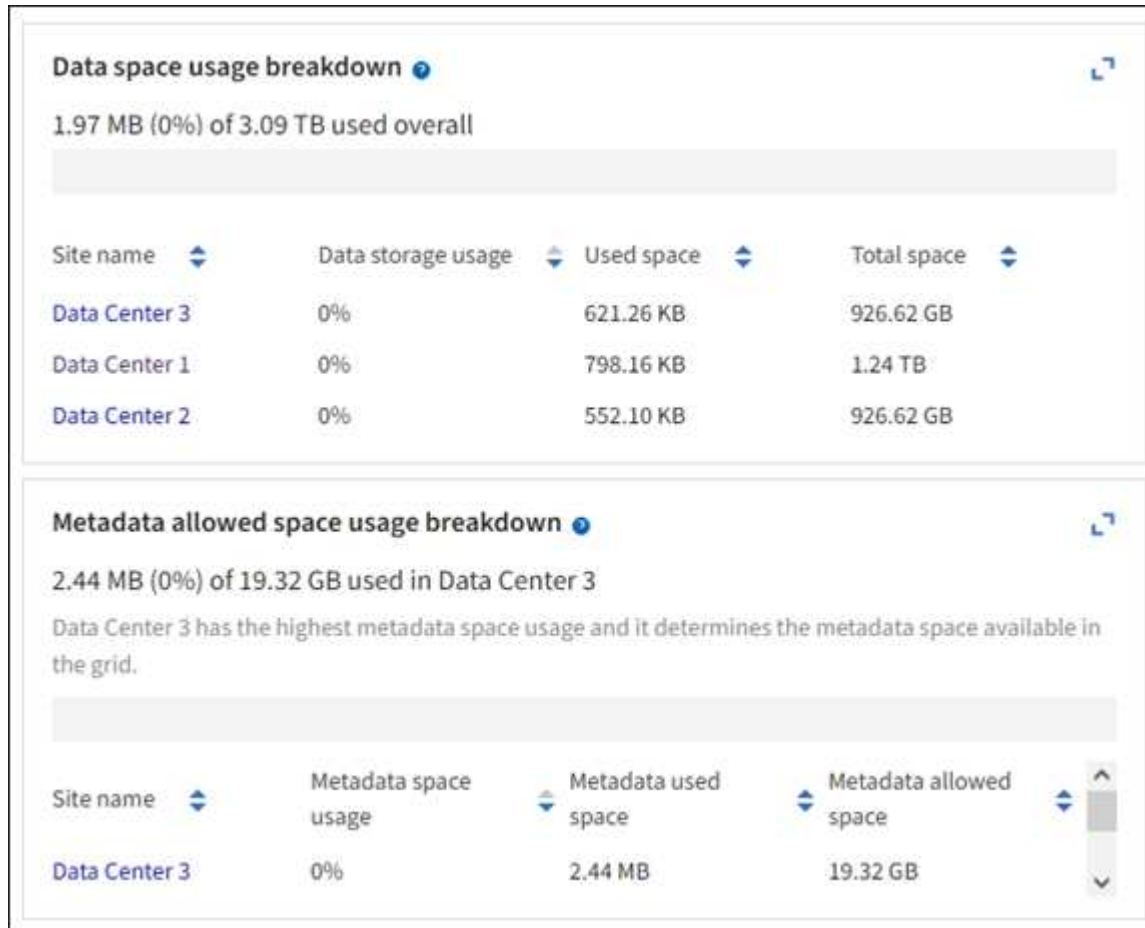 Data space usage breakdown ?
1.97 MB (0%) of 3.09 TB used overall
Site name Data storage usage Used space Total space
Data Center 3 0% 621.26 KB 926.62 GB
Data Center 1 0% 798.16 KB 1.24 TB
Data Center 2 0% 552.10 KB 926.62 GB
Metadata allowed space usage breakdown ?
2.44 MB (0%) of 19.32 GB used in Data Center 3
Data Center 3 has the highest metadata space usage and it determines the metadata space available in
the grid.
Site name Metadata space usage Metadata used space Metadata allowed space
Data Center 3 0% 2.44 MB 19.32 GB